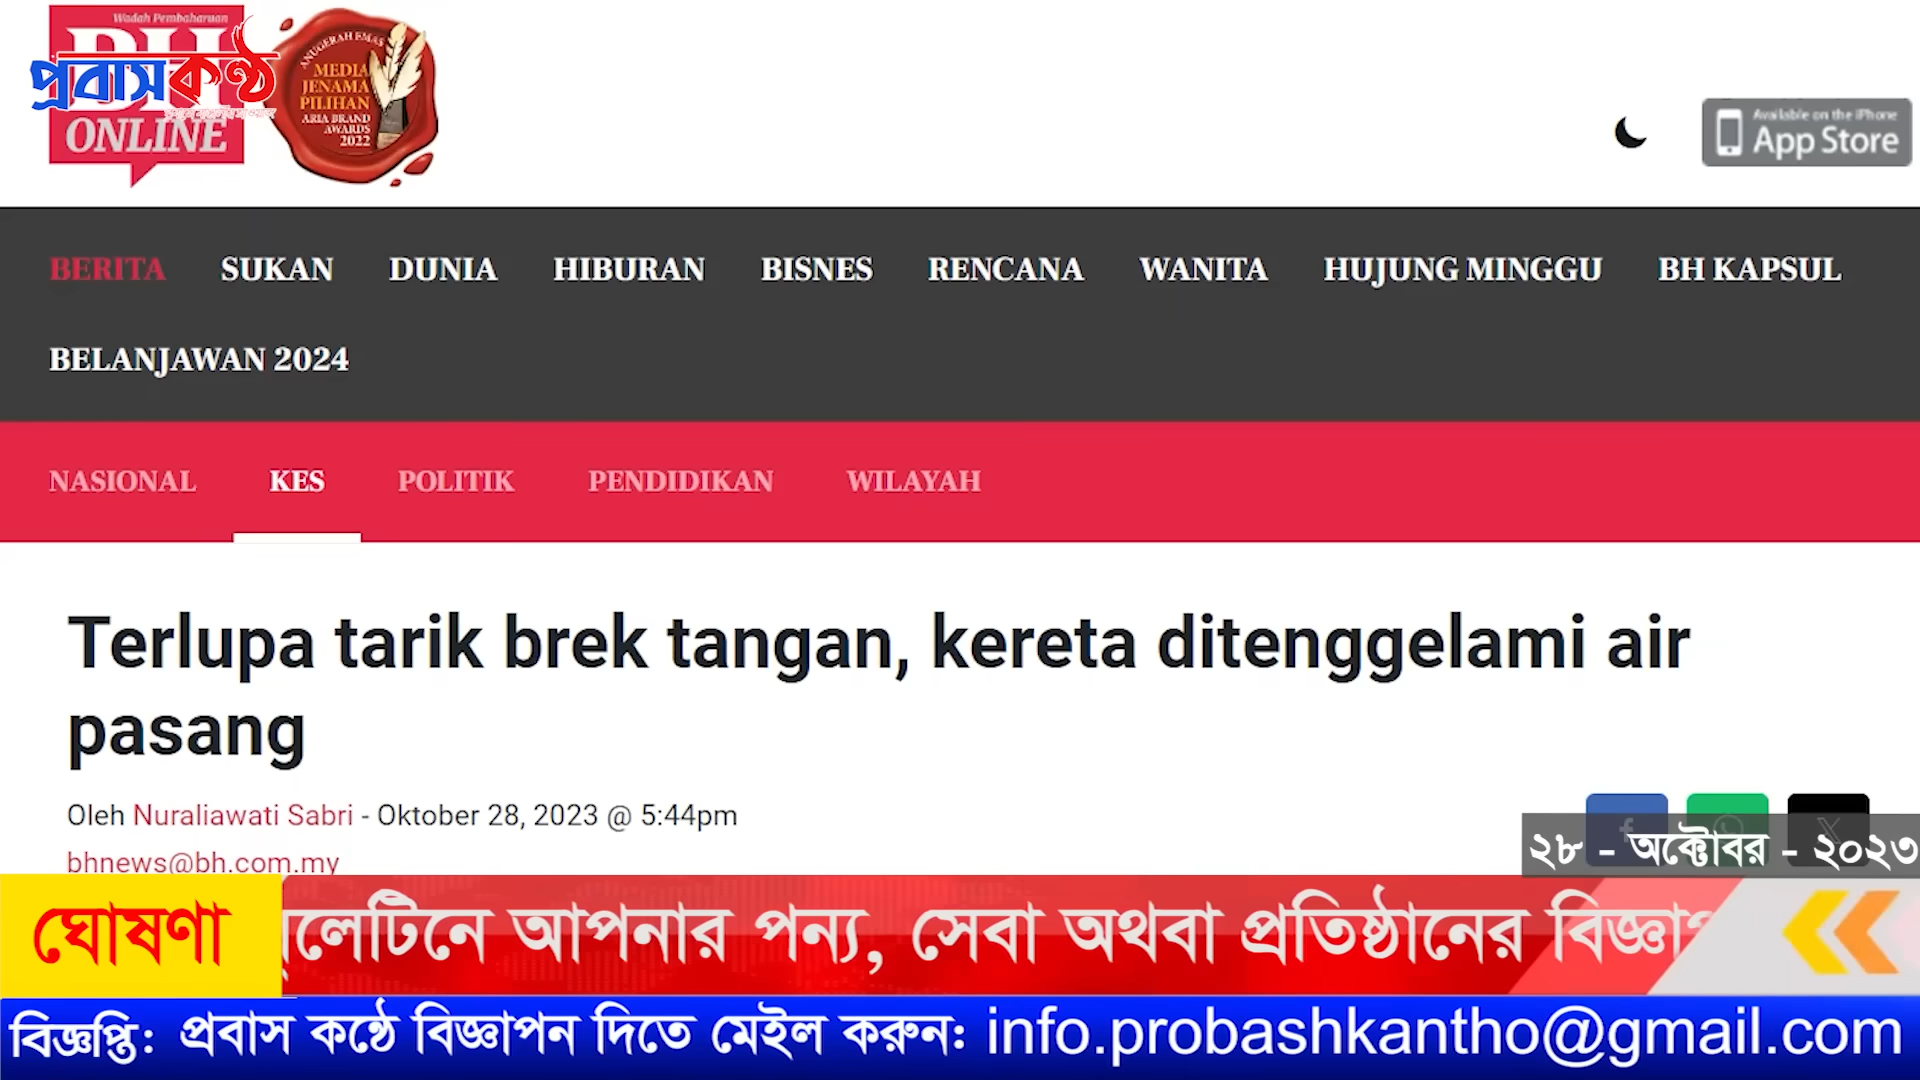 Wadah Pembaharuan
BH
ONLINE
প্রবাস কণ্ঠ
ANUGERAH EMAS
MEDIA
JENAMA
PILIHAN
ARIA BRAND
AWARDS
2022
Available on the iPhone
App Store
BERITA SUKAN DUNIA HIBURAN BISNES RENCANA WANITA HUJUNG MINGGU BH KAPSUL
BELANJAWAN 2024
NASIONAL KES POLITIK PENDIDIKAN WILAYAH
Terlupa tarik brek tangan, kereta ditenggelami air
pasang
Oleh Nuraliawati Sabri - Oktober 28, 2023 @ 5:44pm
bhnews@bh.com.my
২৮ - অক্টোবর - ২০২৩
ঘোষণা
আপনার পন্য, সেবা অথবা প্রতিষ্ঠানের
বিজ্ঞপ্তি: প্রবাস কন্ঠে বিজ্ঞাপন দিতে মেইল করুনঃ info.probashkantho@gmail.com